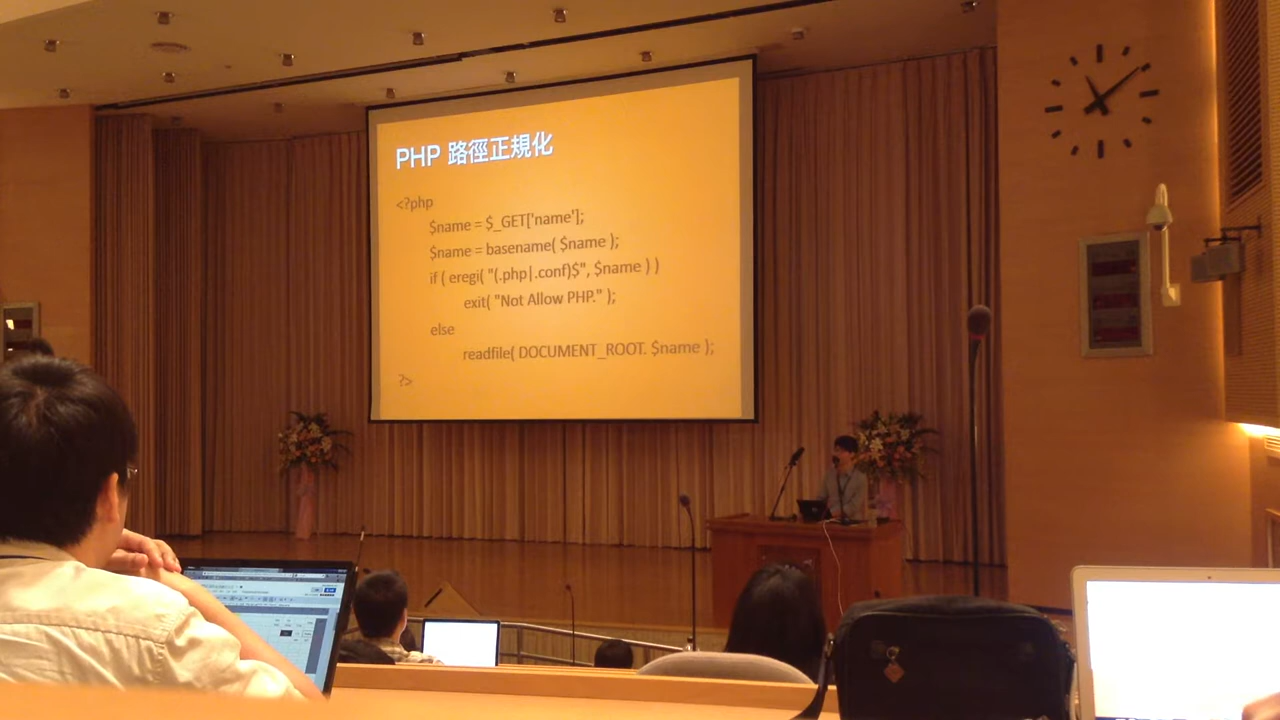 PHP 路徑正規化
<?php
$name = $_GET['name'];
$name = basename( $name );
if ( eregi( "(.php|.conf)$", $name ) )
exit( "Not Allow PHP." );
else
readfile( DOCUMENT_ROOT. $name );
?>